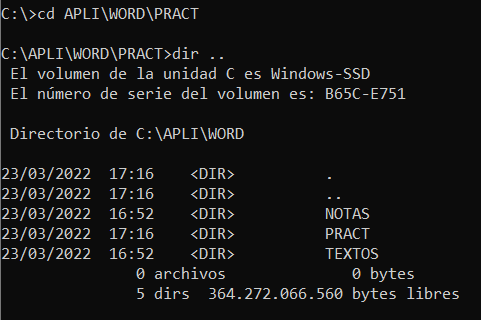 C:\>cd APLI\WORD\PRACT
C:\APLI\WORD\PRACT>dir ..
El volumen de la unidad C es Windows-SSD
El número de serie del volumen es: B65C-E751
Directorio de C:\APLI\WORD
23/03/2022  17:16    <DIR>          .
23/03/2022  17:16    <DIR>          ..
23/03/2022  16:52    <DIR>          NOTAS
23/03/2022  17:16    <DIR>          PRACT
23/03/2022  16:52    <DIR>          TEXTOS
0 archivos              0 bytes
5 dirs  364.272.066.560 bytes libres